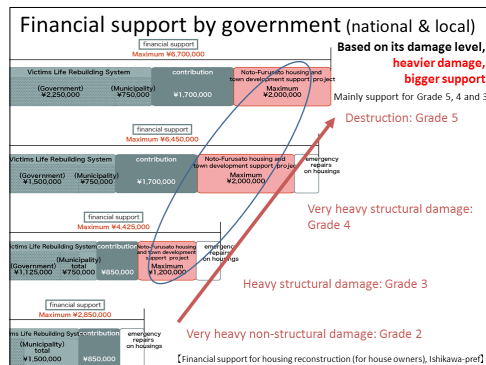 Financial support by government (national & local)
financial support
Maximum ¥6,700,000
Based on its damage level,
heavier damage,
bigger support
Mainly support for Grade 5, 4 and 3
Victims Life Rebuilding System
contribution
Noto-Furusato housing and
town development support project
(Government)
¥2,250,000
(Municipality)
¥750,000
¥1,700,000
Maximum
¥2,000,000
Destruction: Grade 5
financial support
Maximum ¥6,450,000
Victims Life Rebuilding System
contribution
Noto-Furusato housing and
town development support project
emergency
repairs
on housings
(Government)
¥1,500,000
(Municipality)
¥750,000
¥1,700,000
Maximum
¥2,000,000
Very heavy structural damage:
Grade 4
financial support
Maximum ¥4,425,000
ctims Life Rebuilding System
contribution
Noto-Furusato housing
and town development
support project
emergency
repairs
on housings
(Government)
¥1,125,000
(Municipality)
total
¥750,000
¥850,000
Maximum
¥1,200,000
Heavy structural damage: Grade 3
financial support
Maximum ¥2,850,000
ms Life Rebuilding System
contribution
emergency
repairs
on housings
(Municipality)
total
¥1,500,000
¥850,000
Very heavy non-structural damage: Grade 2
【Financial support for housing reconstruction (for house owners), Ishikawa-pref】